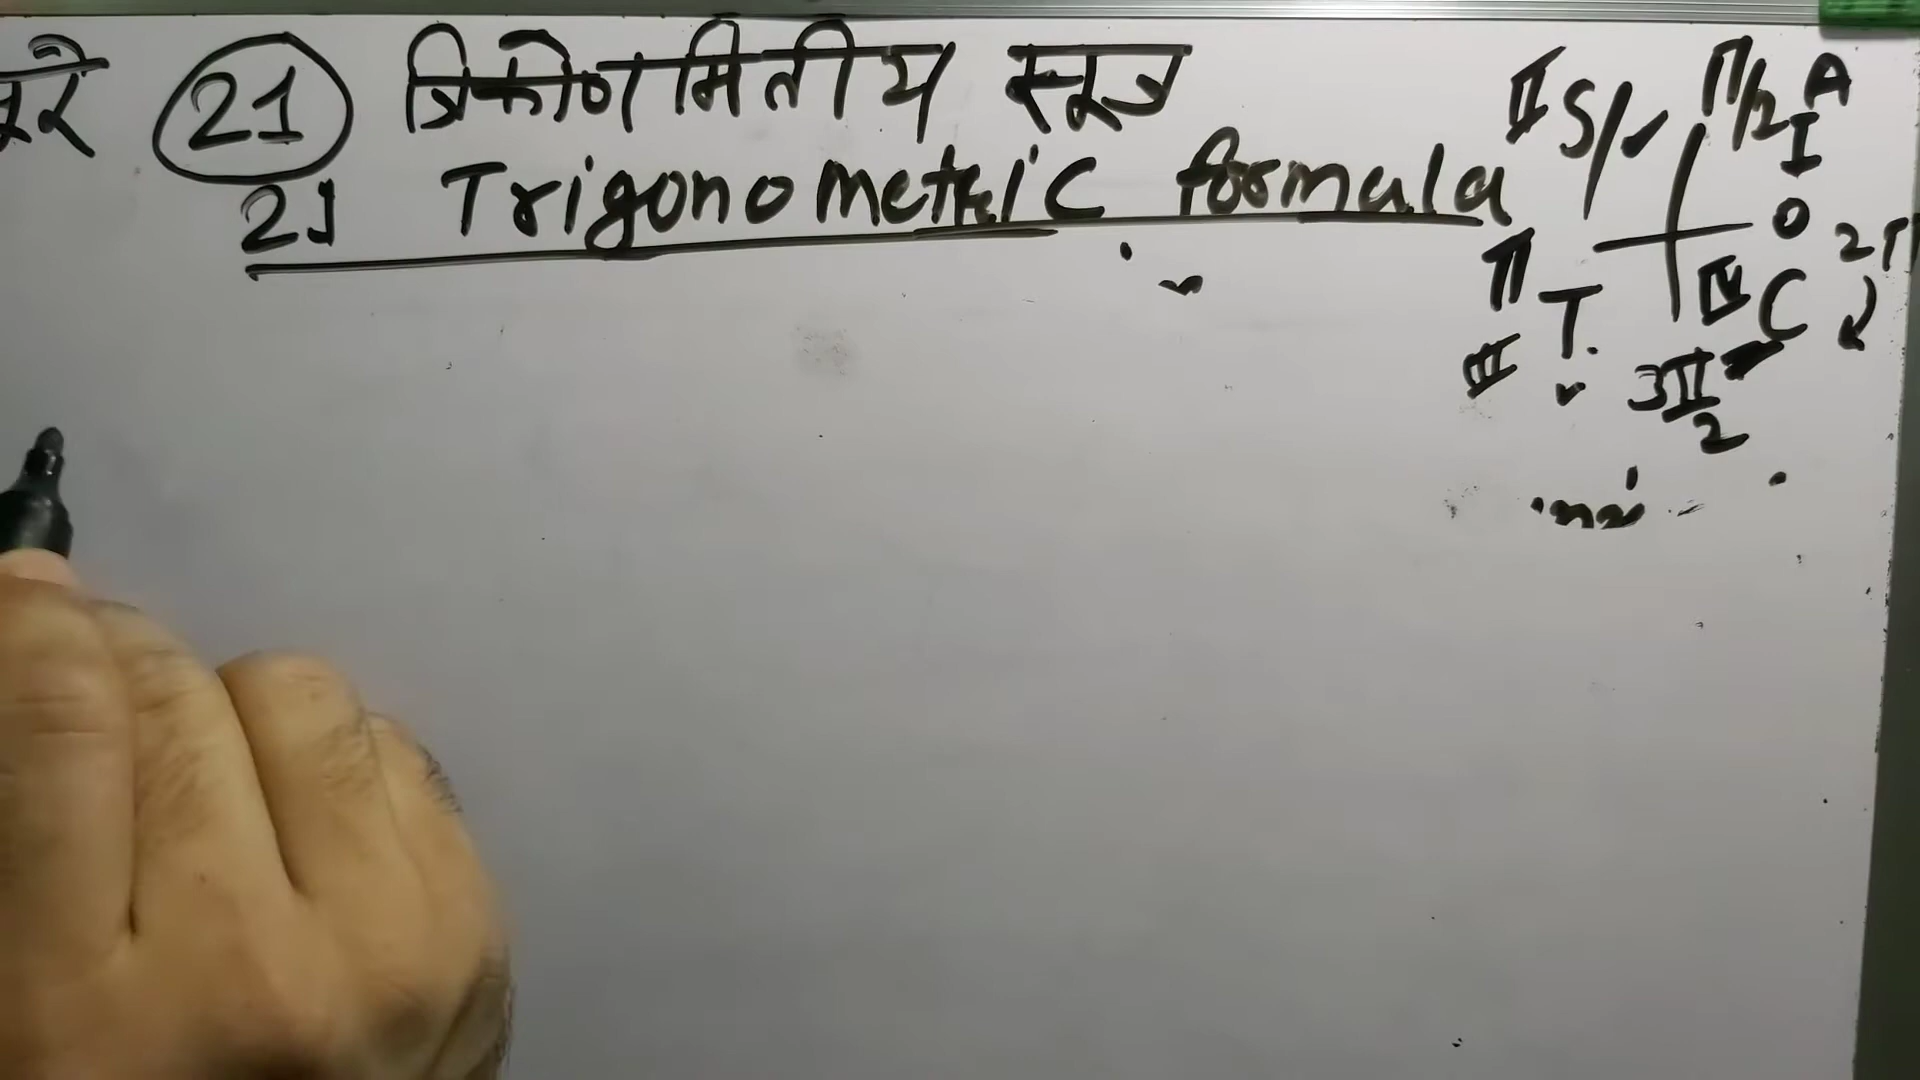 21 त्रिकोणमितीय सूत्र
21 Trigonometric formula
II S π/2 A
I
0 2π
π T. IV C
III 3π/2